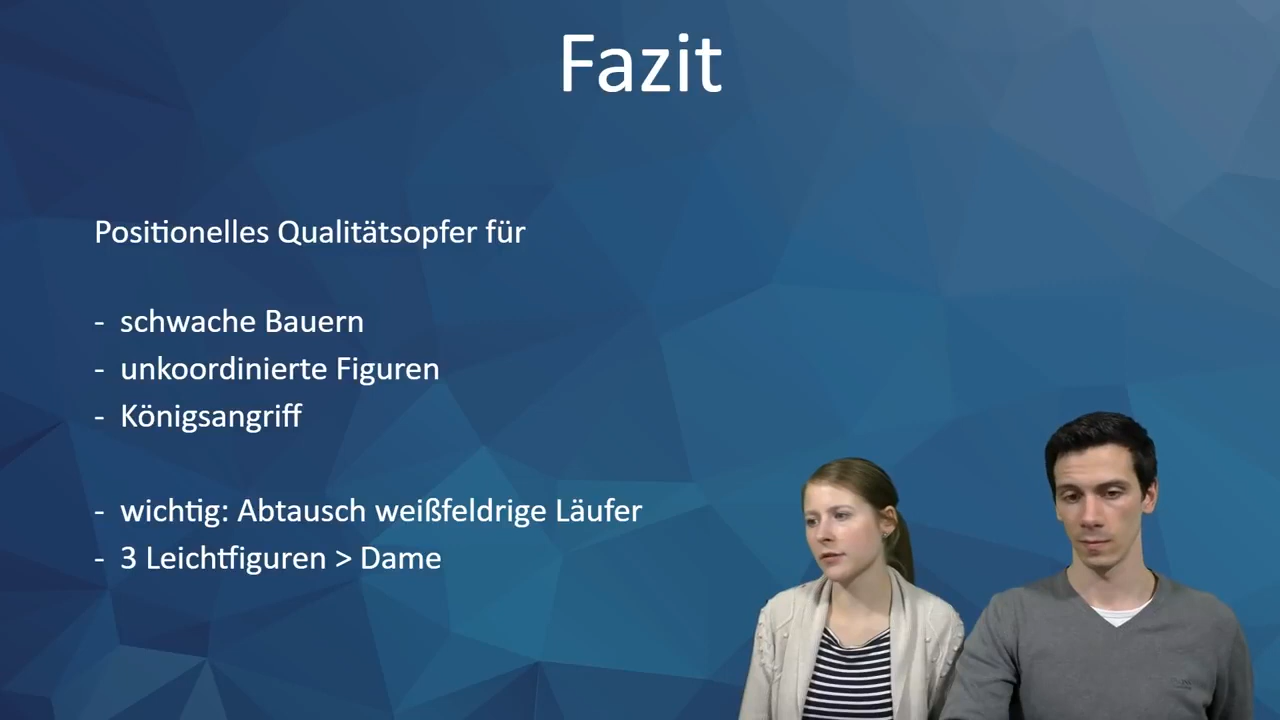 Fazit
Positionelles Qualitätsopfer für
- schwache Bauern
- unkoordinierte Figuren
- Königsangriff
- wichtig: Abtausch weißfeldrige Läufer
- 3 Leichtfiguren > Dame